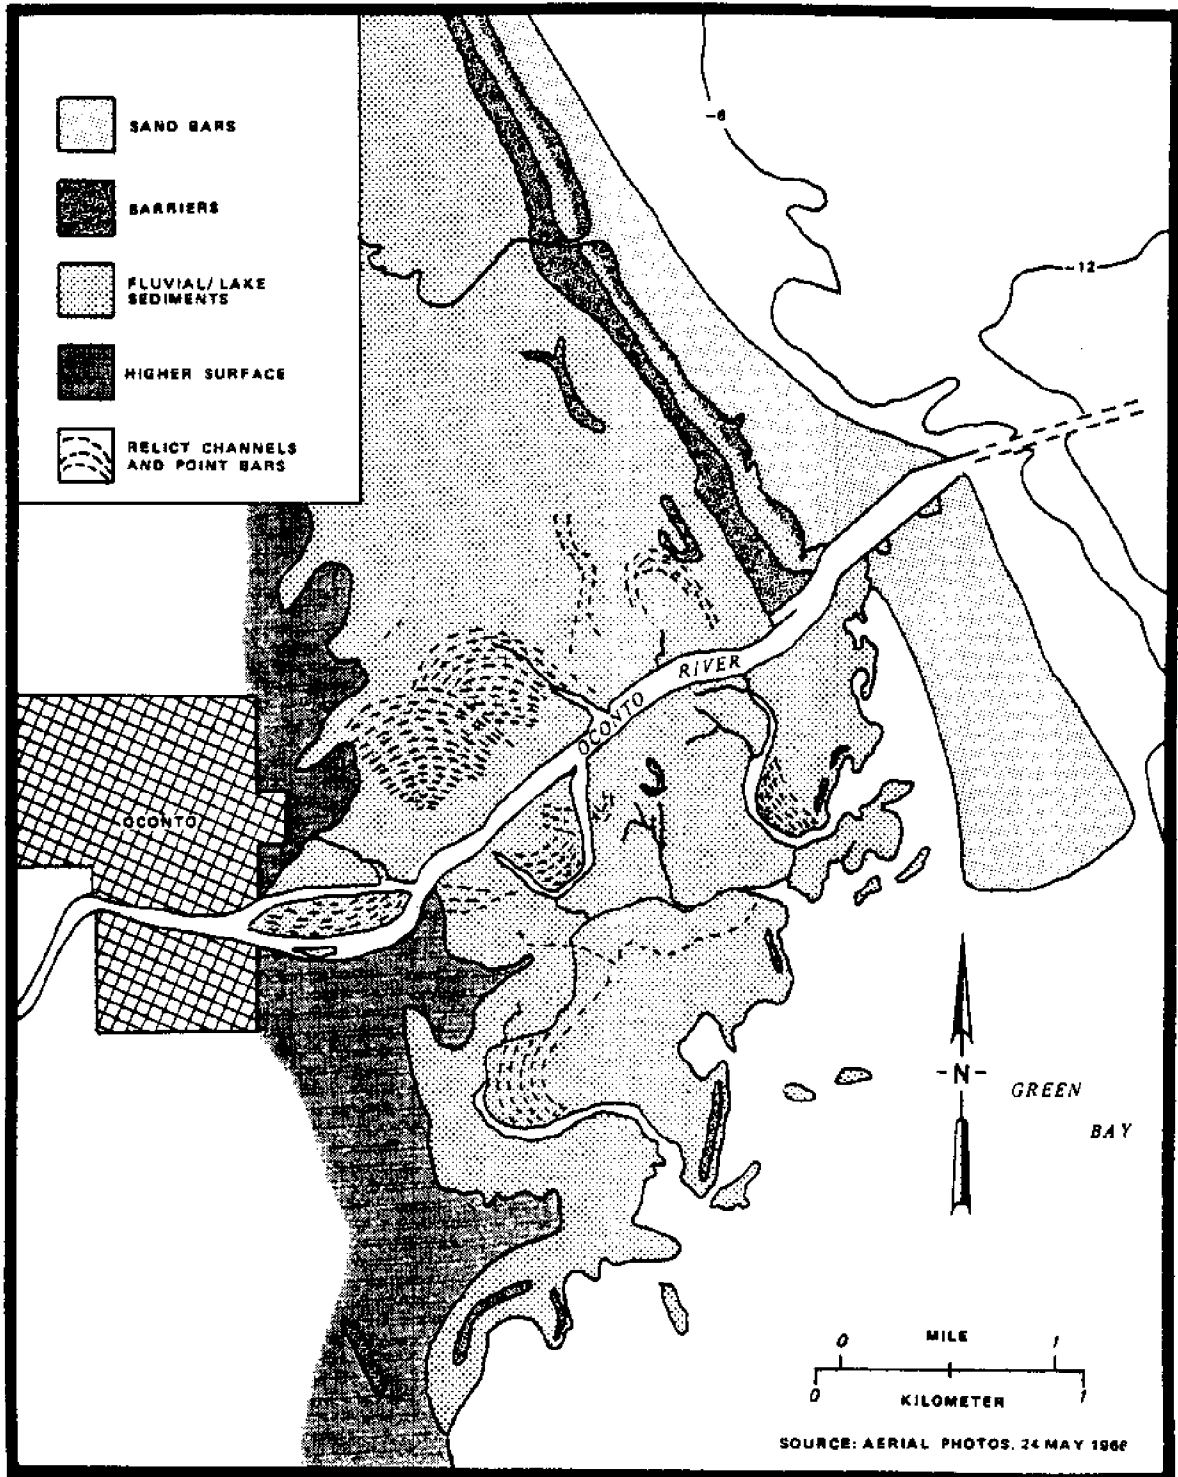 SAND BARS
BARRIERS
FLUVIAL/LAKE
SEDIMENTS
HIGHER SURFACE
RELICT CHANNELS
AND POINT BARS
-6
-12
OCONTO RIVER
OCONTO
-N-
GREEN
BAY
0 MILE 1
0 KILOMETER 1
SOURCE: AERIAL PHOTOS, 24 MAY 1966